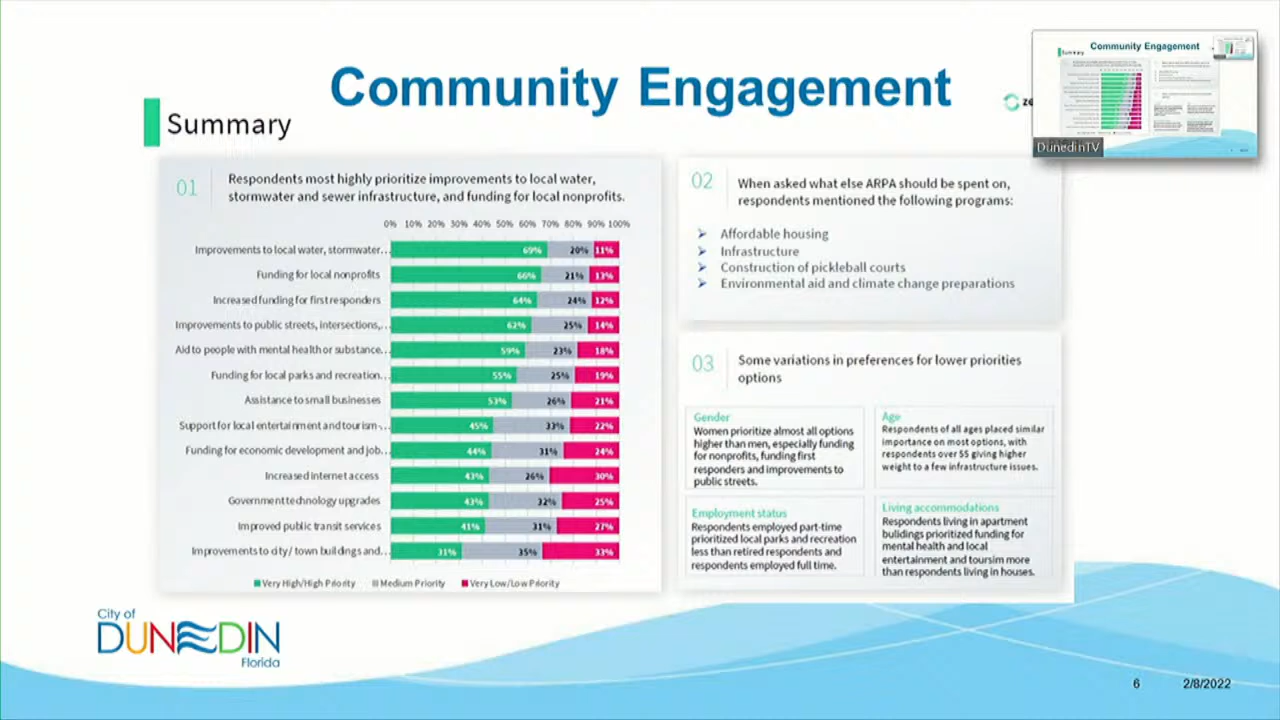 Community Engagement
Summary
01
Respondents most highly prioritize improvements to local water,
stormwater and sewer infrastructure, and funding for local nonprofits.
0% 10% 20% 30% 40% 50% 60% 70% 80% 90% 100%
Improvements to local water, stormwater... 69% 20% 11%
Funding for local nonprofits 66% 21% 13%
Increased funding for first responders 64% 24% 12%
Improvements to public streets, intersections,... 62% 25% 14%
Aid to people with mental health or substance... 59% 23% 18%
Funding for local parks and recreation... 55% 25% 19%
Assistance to small businesses 53% 26% 21%
Support for local entertainment and tourism-... 45% 33% 22%
Funding for economic development and job... 44% 31% 24%
Increased internet access 43% 26% 30%
Government technology upgrades 43% 32% 25%
Improved public transit services 41% 31% 27%
Improvements to city/ town buildings and... 31% 35% 33%
Very High/High Priority Medium Priority Very Low/Low Priority
02
When asked what else ARPA should be spent on,
respondents mentioned the following programs:
Affordable housing
Infrastructure
Construction of pickleball courts
Environmental aid and climate change preparations
03
Some variations in preferences for lower priorities
options
Gender
Women prioritize almost all options
higher than men, especially funding
for nonprofits, funding first
responders and improvements to
public streets.
Age
Respondents of all ages placed similar
importance on most options, with
respondents over 55 giving higher
weight to a few infrastructure issues.
Employment status
Respondents employed part-time
prioritized local parks and recreation
less than retired respondents and
respondents employed full time.
Living accommodations
Respondents living in apartment
buildings prioritized funding for
mental health and local
entertainment and toursim more
than respondents living in houses.
Community Engagement
Summary
DunedinTV
City of
DUNEDIN
Florida
6
2/8/2022